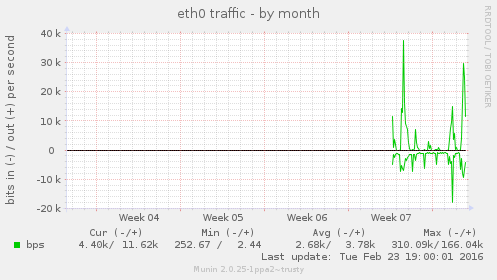 eth0 traffic - by month
RRDTOOL / TOBI OETIKER
bits in (-) / out (+) per second
40 k
30 k
20 k
10 k
0
-10 k
-20 k
Week 04 Week 05 Week 06 Week 07
Cur (-/+) Min (-/+) Avg (-/+) Max (-/+)
bps 4.40k/ 11.62k 252.67 / 2.44 2.68k/ 3.78k 310.09k/166.04k
Last update: Tue Feb 23 19:00:01 2016
Munin 2.0.25-1ppa2~trusty